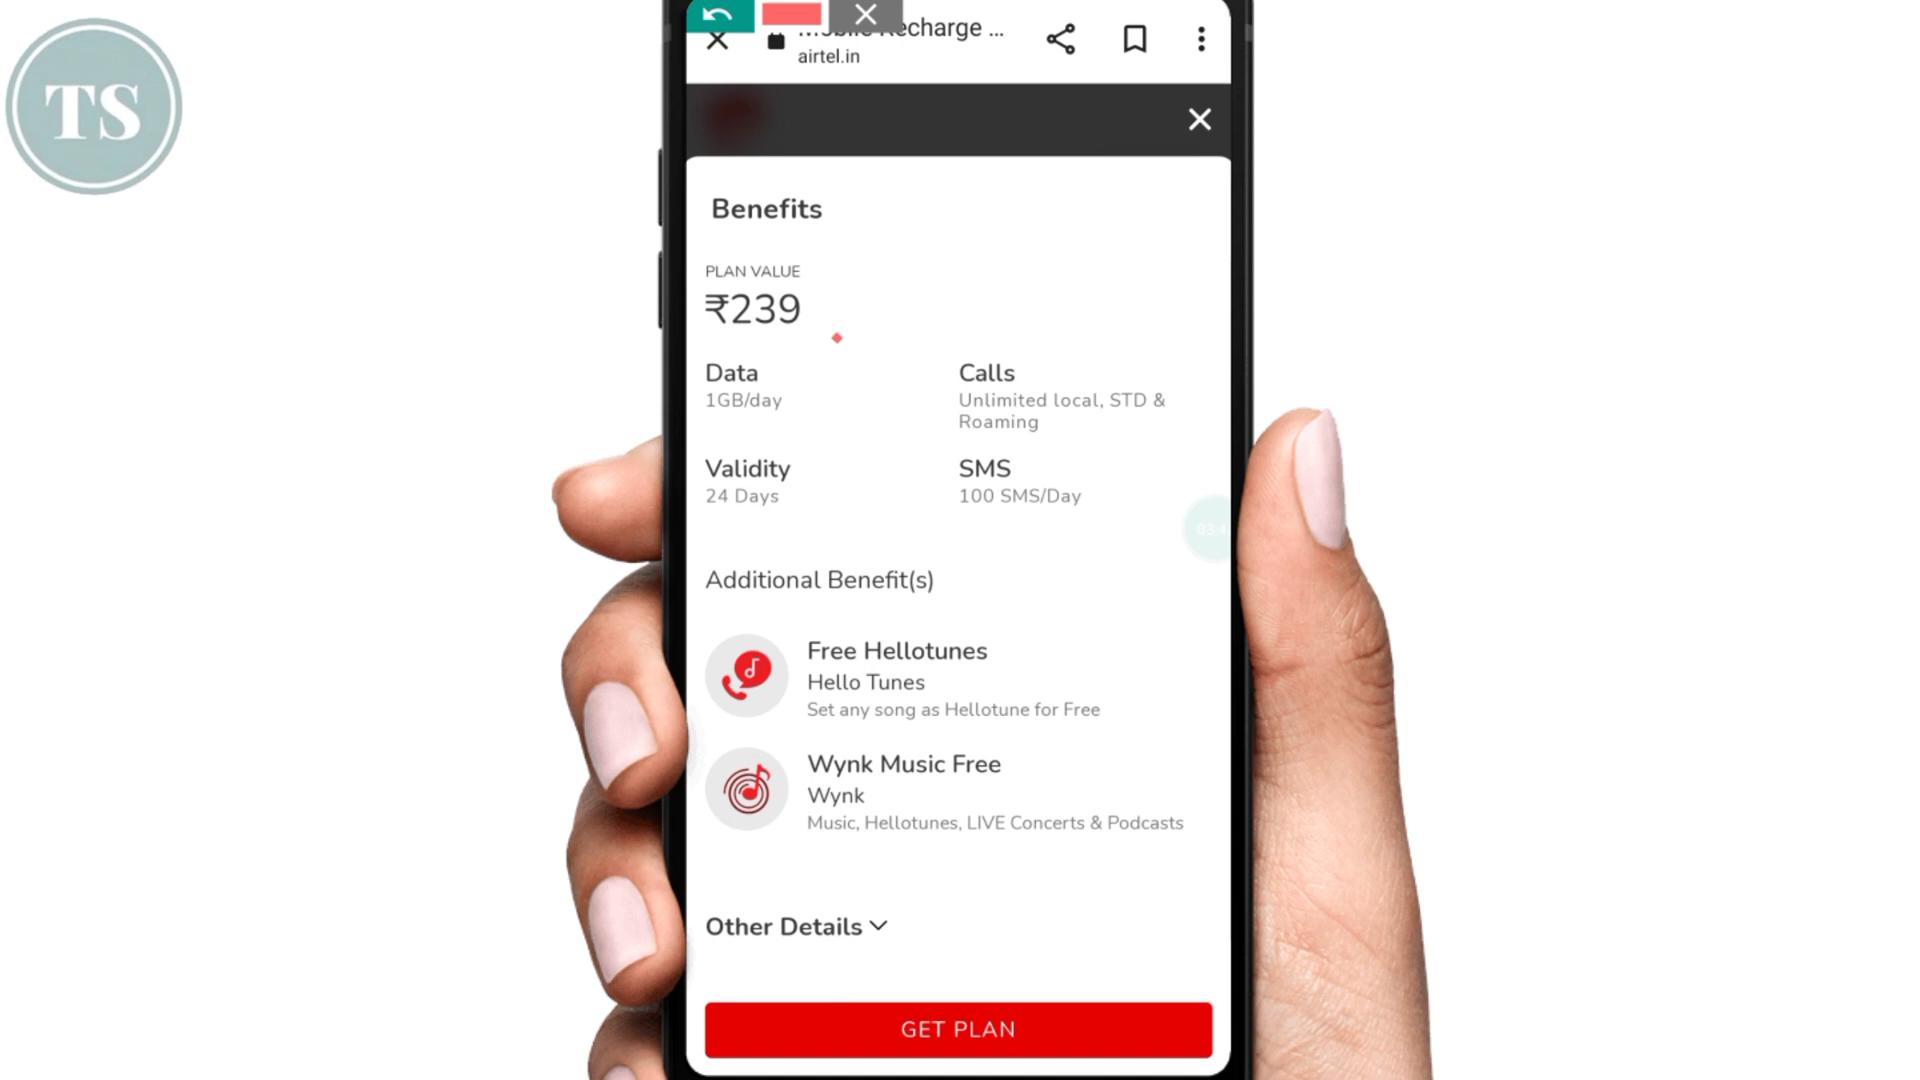 TS
Recharge ...
airtel.in
Benefits
PLAN VALUE
₹239
Data
1GB/day
Calls
Unlimited local, STD &
Roaming
Validity
24 Days
SMS
100 SMS/Day
Additional Benefit(s)
Free Hellotunes
Hello Tunes
Set any song as Hellotune for Free
Wynk Music Free
Wynk
Music, Hellotunes, LIVE Concerts & Podcasts
Other Details
GET PLAN